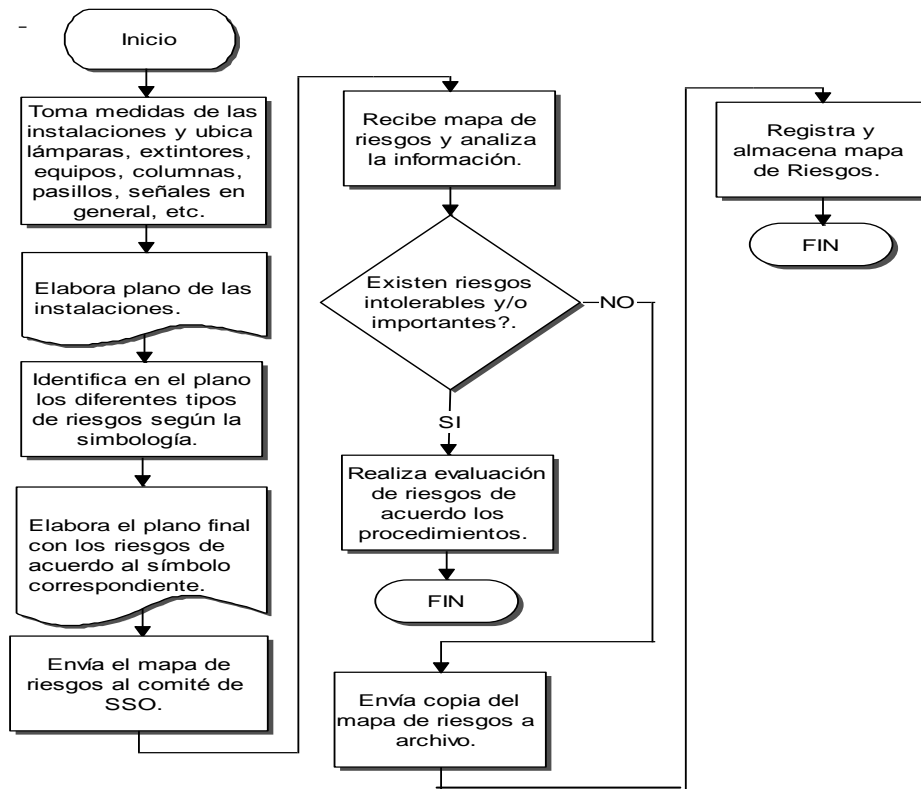 Inicio
Toma medidas de las
instalaciones y ubica
lámparas, extintores,
equipos, columnas,
pasillos, señales en
general, etc.
Elabora plano de las
instalaciones.
Identifica en el plano
los diferentes tipos
de riesgos según la
simbología.
Elabora el plano final
con los riesgos de
acuerdo al símbolo
correspondiente.
Envía el mapa de
riesgos al comité de
SSO.
Recibe mapa de
riesgos y analiza
la información.
Existen riesgos
intolerables y/o
importantes?.
NO
SI
Realiza evaluación
de riesgos de
acuerdo los
procedimientos.
FIN
Envía copia del
mapa de riesgos a
archivo.
Registra y
almacena mapa
de Riesgos.
FIN